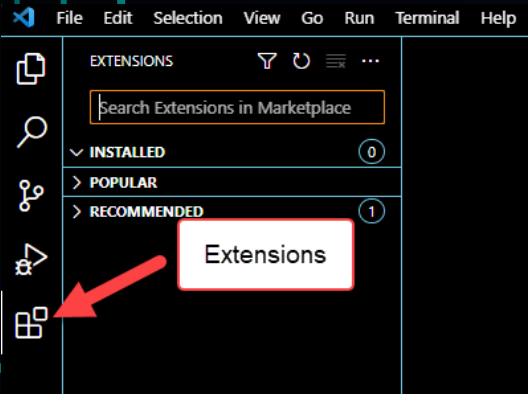 File Edit Selection View Go Run Terminal Help
EXTENSIONS
Search Extensions in Marketplace
INSTALLED 0
POPULAR
RECOMMENDED 1
Extensions